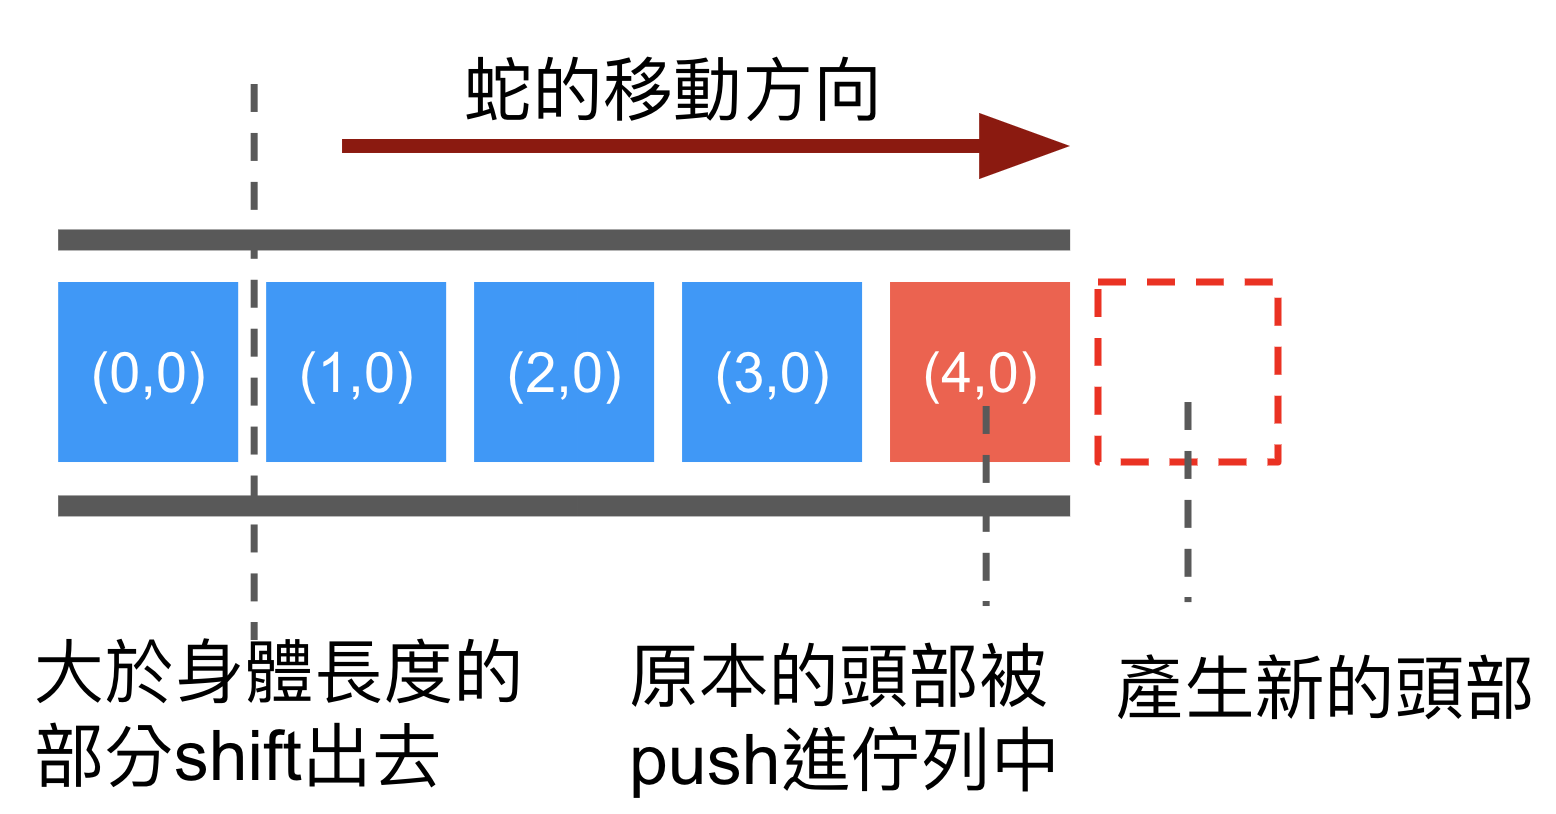 蛇的移動方向
(0,0) (1,0) (2,0) (3,0) (4,0)
大於身體長度的
部分shift出去
原本的頭部被
push進佇列中
產生新的頭部